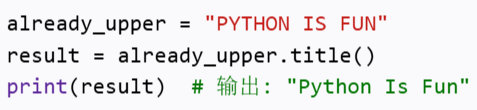 already_upper = "PYTHON IS FUN"
result = already_upper.title()
print(result)  # 输出: "Python Is Fun"